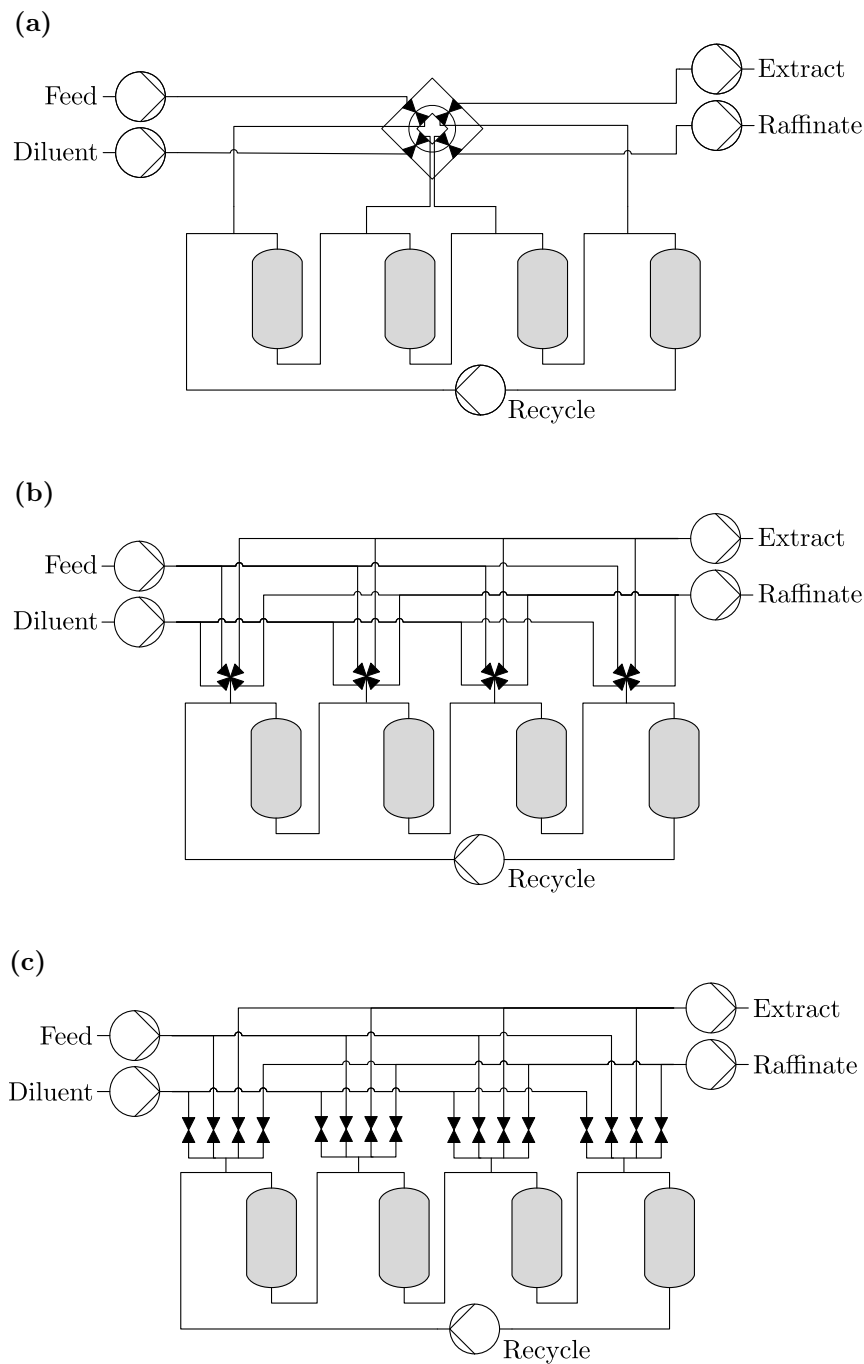 (a)
Feed
Extract
Diluent
Raffinate
Recycle
(b)
Feed
Extract
Diluent
Raffinate
Recycle
(c)
Feed
Extract
Diluent
Raffinate
Recycle